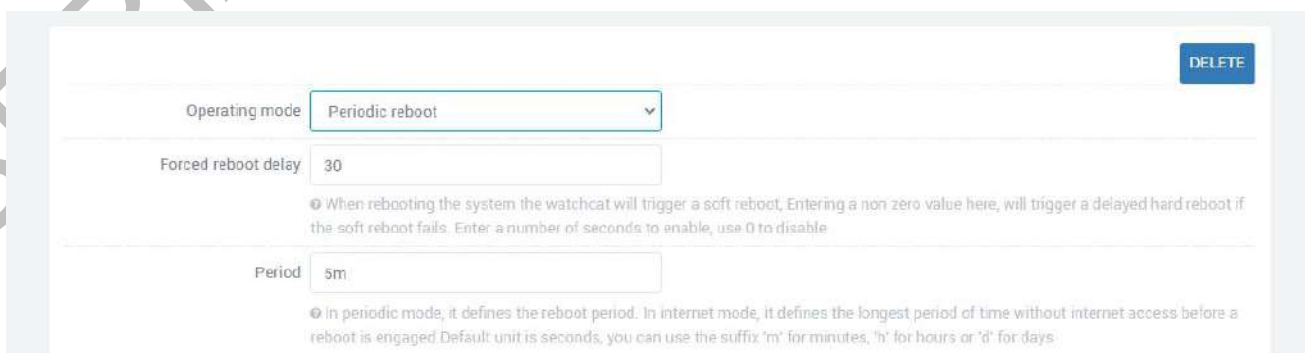 DELETE
Operating mode Periodic reboot
Forced reboot delay 30
When rebooting the system the watchcat will trigger a soft reboot, Entering a non zero value here, will trigger a delayed hard reboot if
the soft reboot fails. Enter a number of seconds to enable, use 0 to disable
Period 5m
In periodic mode, it defines the reboot period. In internet mode, it defines the longest period of time without internet access before a
reboot is engaged.Default unit is seconds, you can use the suffix 'm' for minutes, 'h' for hours or 'd' for days